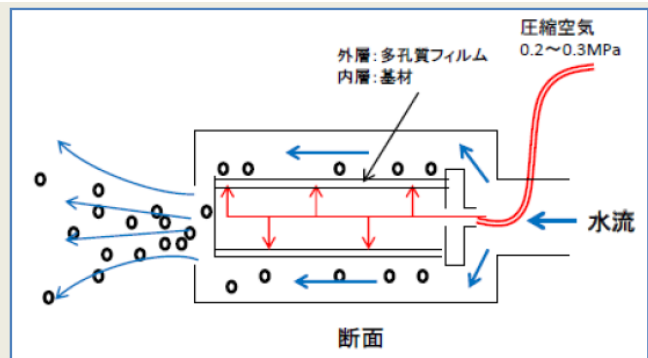 圧縮空気
0.2～0.3MPa
外層:多孔質フィルム
内層:基材
水流
断面